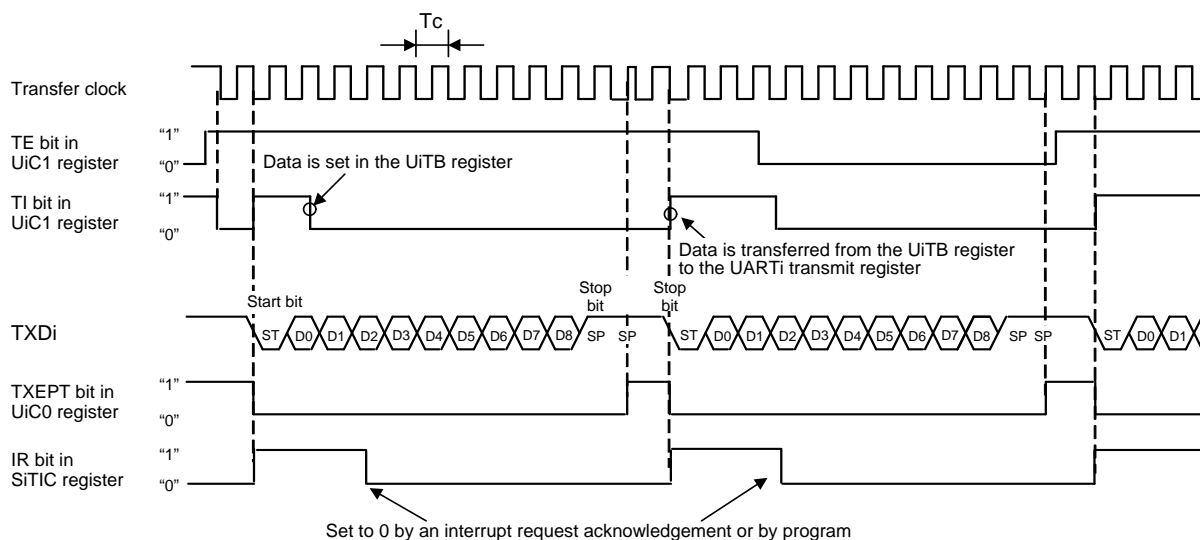 Tc
Transfer clock
TE bit in
UiC1 register
“1”
“0”
Data is set in the UiTB register
TI bit in
UiC1 register
“1”
“0”
Data is transferred from the UiTB register
to the UARTi transmit register
Start bit
Stop
bit
Stop
bit
TXDi
ST D0 D1 D2 D3 D4 D5 D6 D7 D8 SP SP ST D0 D1 D2 D3 D4 D5 D6 D7 D8 SP SP ST D0 D1
TXEPT bit in
UiC0 register
“1”
“0”
IR bit in
SiTIC register
“1”
“0”
Set to 0 by an interrupt request acknowledgement or by program